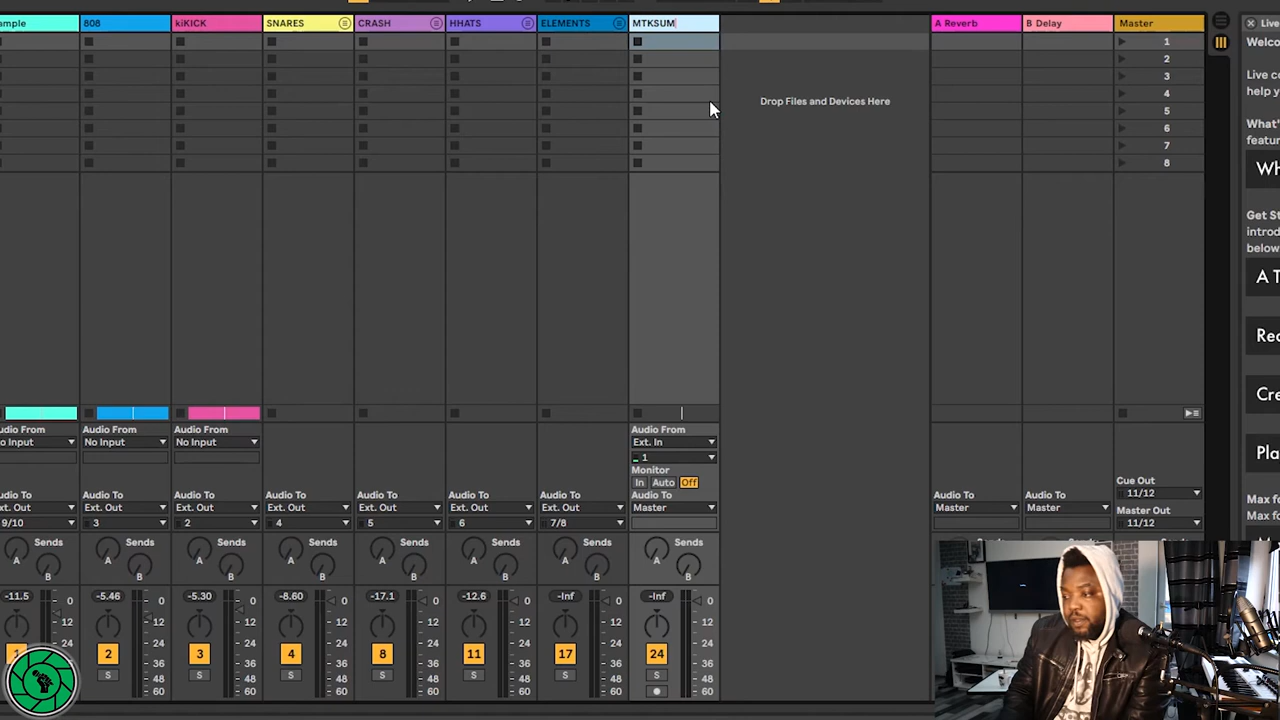 ample 808 kiKICK SNARES CRASH HHATS ELEMENTS MTKSUM A Reverb B Delay Master Live
1 Welco
2
3 Live co
4 help y
Drop Files and Devices Here
5
6 What'
7 featur
8
Wh
Get St
introd
below
A T
Rec
Cre
Pla
Max fo
Max fo
udio From Audio From Audio From Audio From
o Input No Input No Input Ext. In
1
Monitor
In Auto Off
udio To Audio To Audio To Audio To Audio To Audio To Audio To Audio To Audio To Audio To Cue Out
11/12
Ext. Out Ext. Out Ext. Out Ext. Out Ext. Out Ext. Out Ext. Out Master Master Master Master Out
9/10 3 2 4 5 6 7/8 11/12
Sends Sends Sends Sends Sends Sends Sends Sends
A B A B A B A B A B A B A B A B
-11.5 -5.46 -5.30 -8.60 -17.1 -12.6 -Inf -Inf
0 0 0 0 0 0 0 0
12 12 12 12 12 12 12 12
24 24 24 24 24 24 24 24
1 2 3 4 8 11 17 24
36 36 36 36 36 36 36 36
S S S S S S S
48 48 48 48 48 48 48 48
60 60 60 60 60 60 60 60